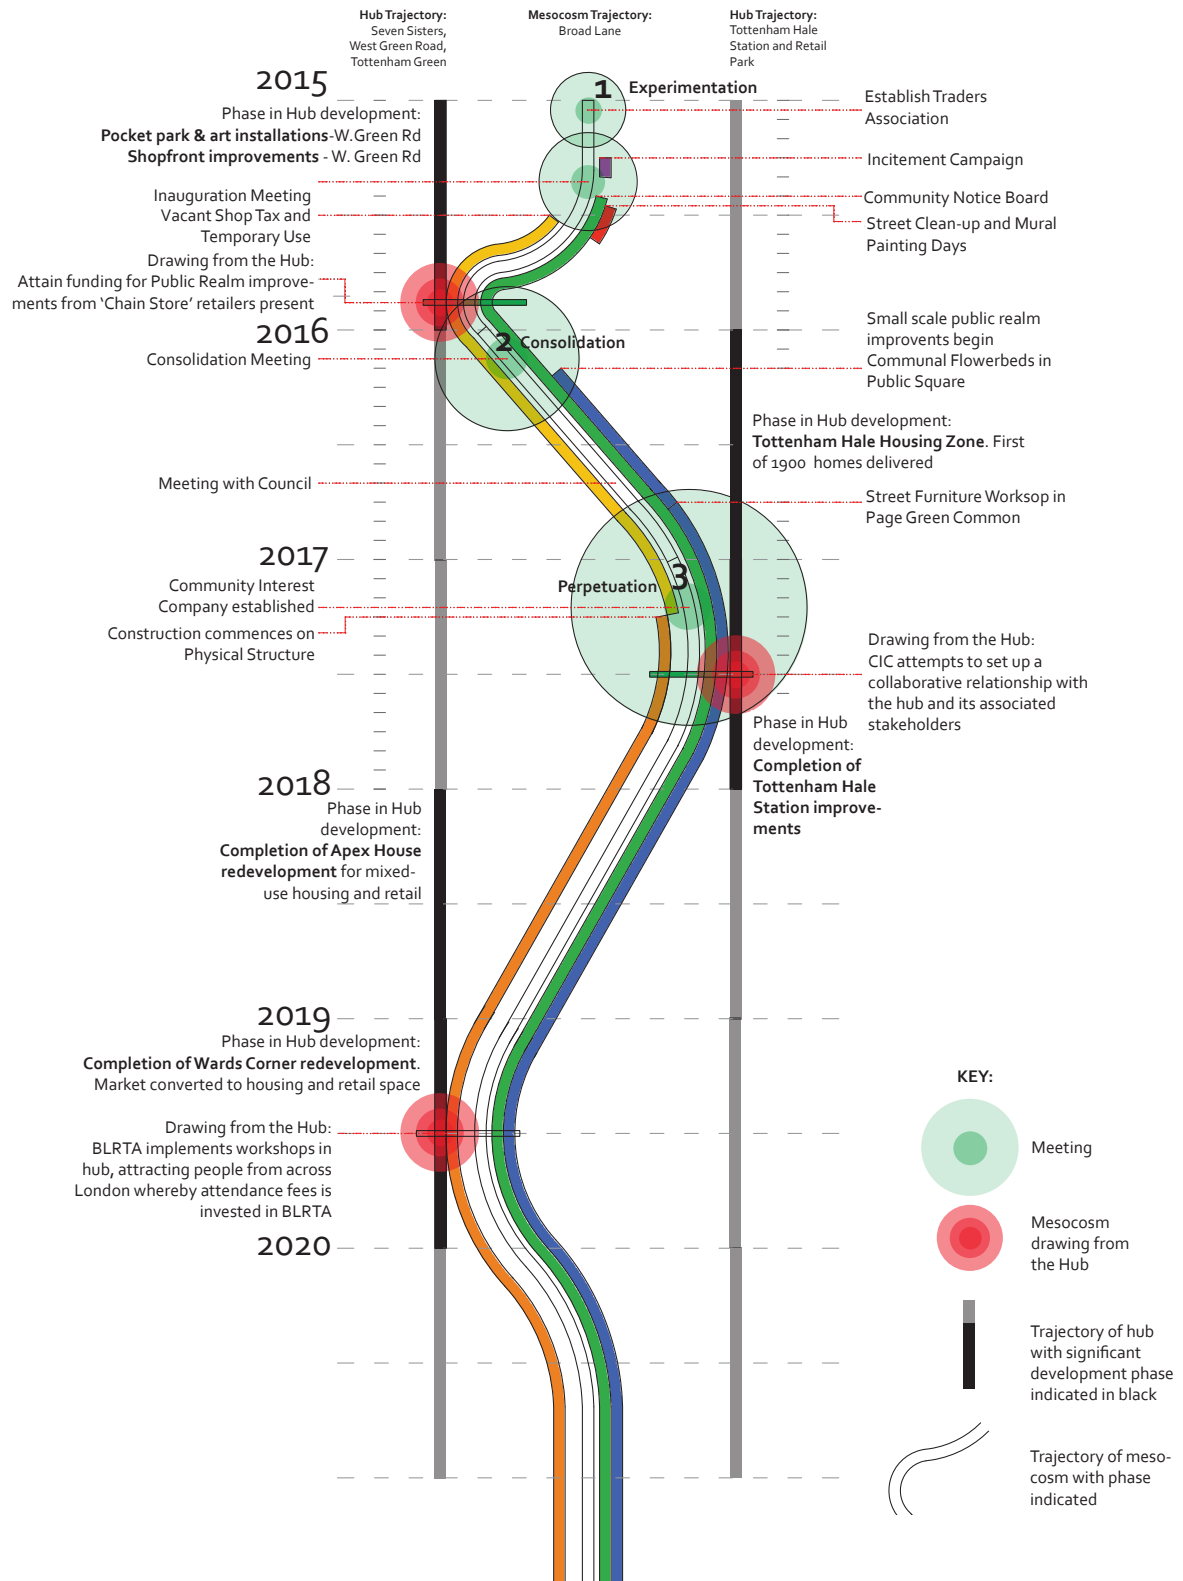 Hub Trajectory:
Seven Sisters,
West Green Road,
Tottenham Green
Mesocosm Trajectory:
Broad Lane
Hub Trajectory:
Tottenham Hale
Station and Retail
Park
2015
1 Experimentation
Phase in Hub development:
Pocket park & art installations-W.Green Rd
Shopfront improvements - W. Green Rd
Establish Traders
Association
Incitement Campaign
Inauguration Meeting
Community Notice Board
Vacant Shop Tax and
Temporary Use
Street Clean-up and Mural
Painting Days
Drawing from the Hub:
Attain funding for Public Realm improve-
ments from ‘Chain Store’ retailers present
2016
2 Consolidation
Consolidation Meeting
Small scale public realm
improvents begin
Communal Flowerbeds in
Public Square
Phase in Hub development:
Tottenham Hale Housing Zone. First
of 1900 homes delivered
Meeting with Council
Street Furniture Worksop in
Page Green Common
2017
3
Perpetuation
Community Interest
Company established
Construction commences on
Physical Structure
Drawing from the Hub:
CIC attempts to set up a
collaborative relationship with
the hub and its associated
stakeholders
Phase in Hub
development:
Completion of
Tottenham Hale
Station improve-
ments
2018
Phase in Hub
development:
Completion of Apex House
redevelopment for mixed-
use housing and retail
2019
Phase in Hub development:
Completion of Wards Corner redevelopment.
Market converted to housing and retail space
Drawing from the Hub:
BLRTA implements workshops in
hub, attracting people from across
London whereby attendance fees is
invested in BLRTA
2020
KEY:
Meeting
Mesocosm
drawing from
the Hub
Trajectory of hub
with significant
development phase
indicated in black
Trajectory of meso-
cosm with phase
indicated